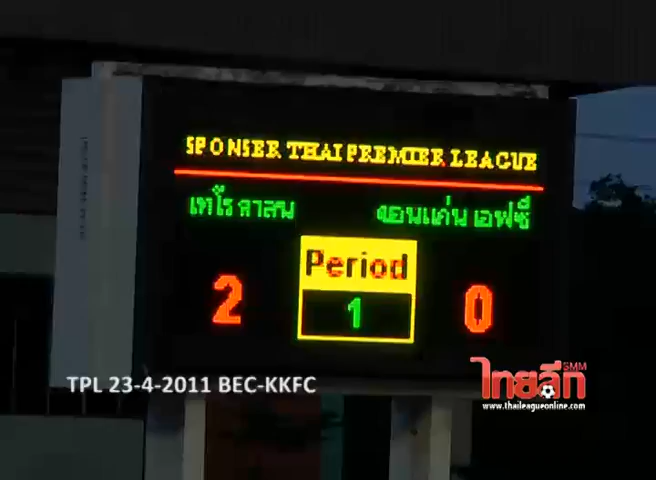 SPONSER THAI PREMIER LEAGUE
เทโร ศาสน ขอนแก่น เอฟซี
Period
2 1 0
TPL 23-4-2011 BEC-KKFC
ไทยลีก SMM
www.thaileagueonline.com